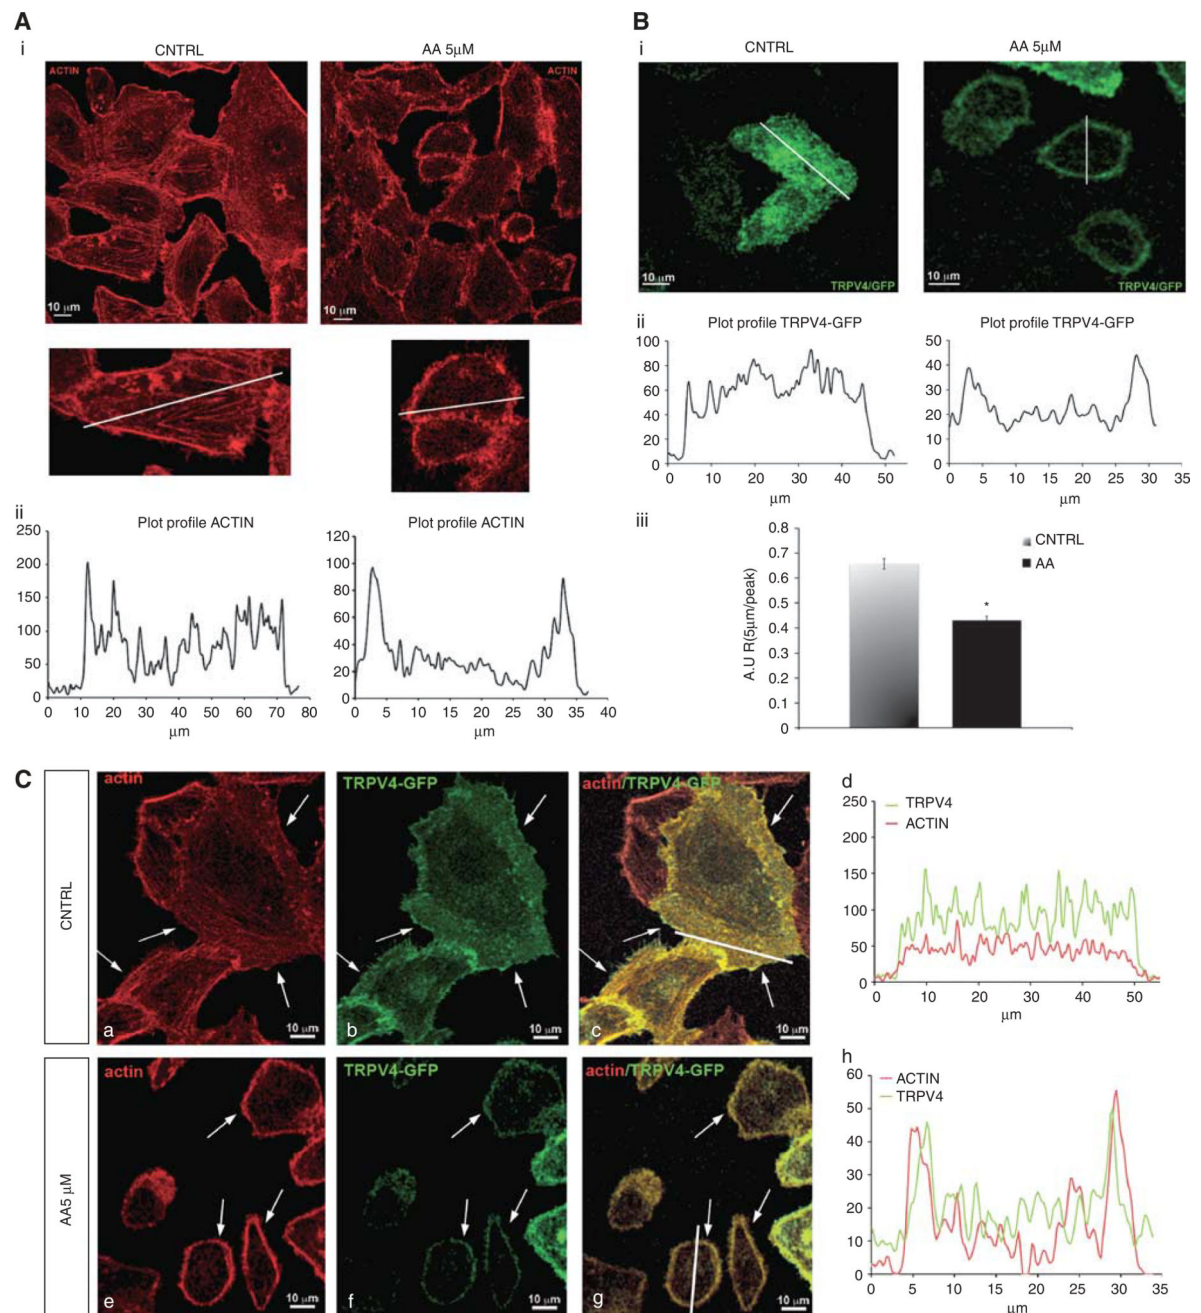 A
i
CNTRL
AA 5μM
ACTIN
ACTIN
10 μm
10 μm
ii
Plot profile ACTIN
Plot profile ACTIN
250
200
150
100
50
0
0 10 20 30 40 50 60 70 80
μm
120
100
80
60
40
20
0
0 5 10 15 20 25 30 35 40
μm
B
i
CNTRL
AA 5μM
10 μm
TRPV4/GFP
10 μm
TRPV4/GFP
ii
Plot profile TRPV4-GFP
Plot profile TRPV4-GFP
100
80
60
40
20
0
0 10 20 30 40 50
μm
50
40
30
20
10
0
0 5 10 15 20 25 30 35
μm
iii
A.U R(5μm/peak)
0.8
0.7
0.6
0.5
0.4
0.3
0.2
0.1
0
*
CNTRL
AA
C
CNTRL
actin
a
10 μm
TRPV4-GFP
b
10 μm
actin/TRPV4-GFP
c
10 μm
d
TRPV4
ACTIN
250
200
150
100
50
0
0 10 20 30 40 50
μm
AA5 μM
actin
e
10 μm
TRPV4-GFP
f
10 μm
actin/TRPV4-GFP
g
10 μm
h
ACTIN
TRPV4
60
50
40
30
20
10
0
0 5 10 15 20 25 30 35
μm